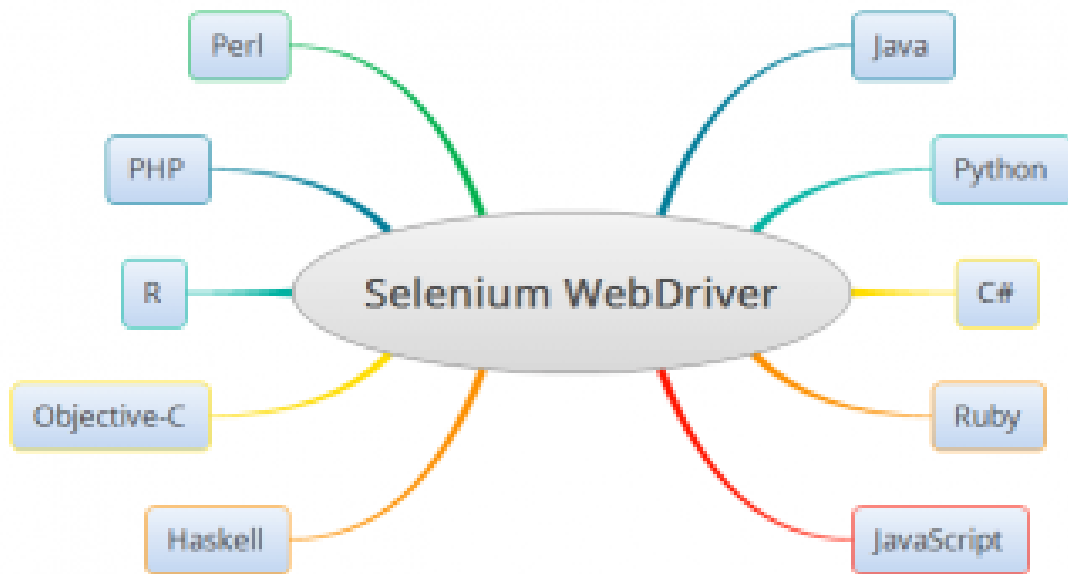 Perl
Java
PHP
Python
R
Selenium WebDriver
C#
Objective-C
Ruby
Haskell
JavaScript